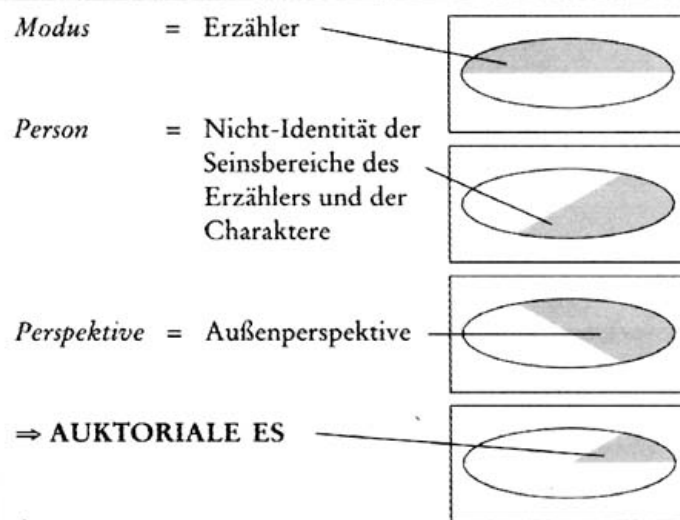 Modus = Erzähler
Person = Nicht-Identität der
Seinsbereiche des
Erzählers und der
Charaktere
Perspektive = Außenperspektive
⇒ AUKTORIALE ES